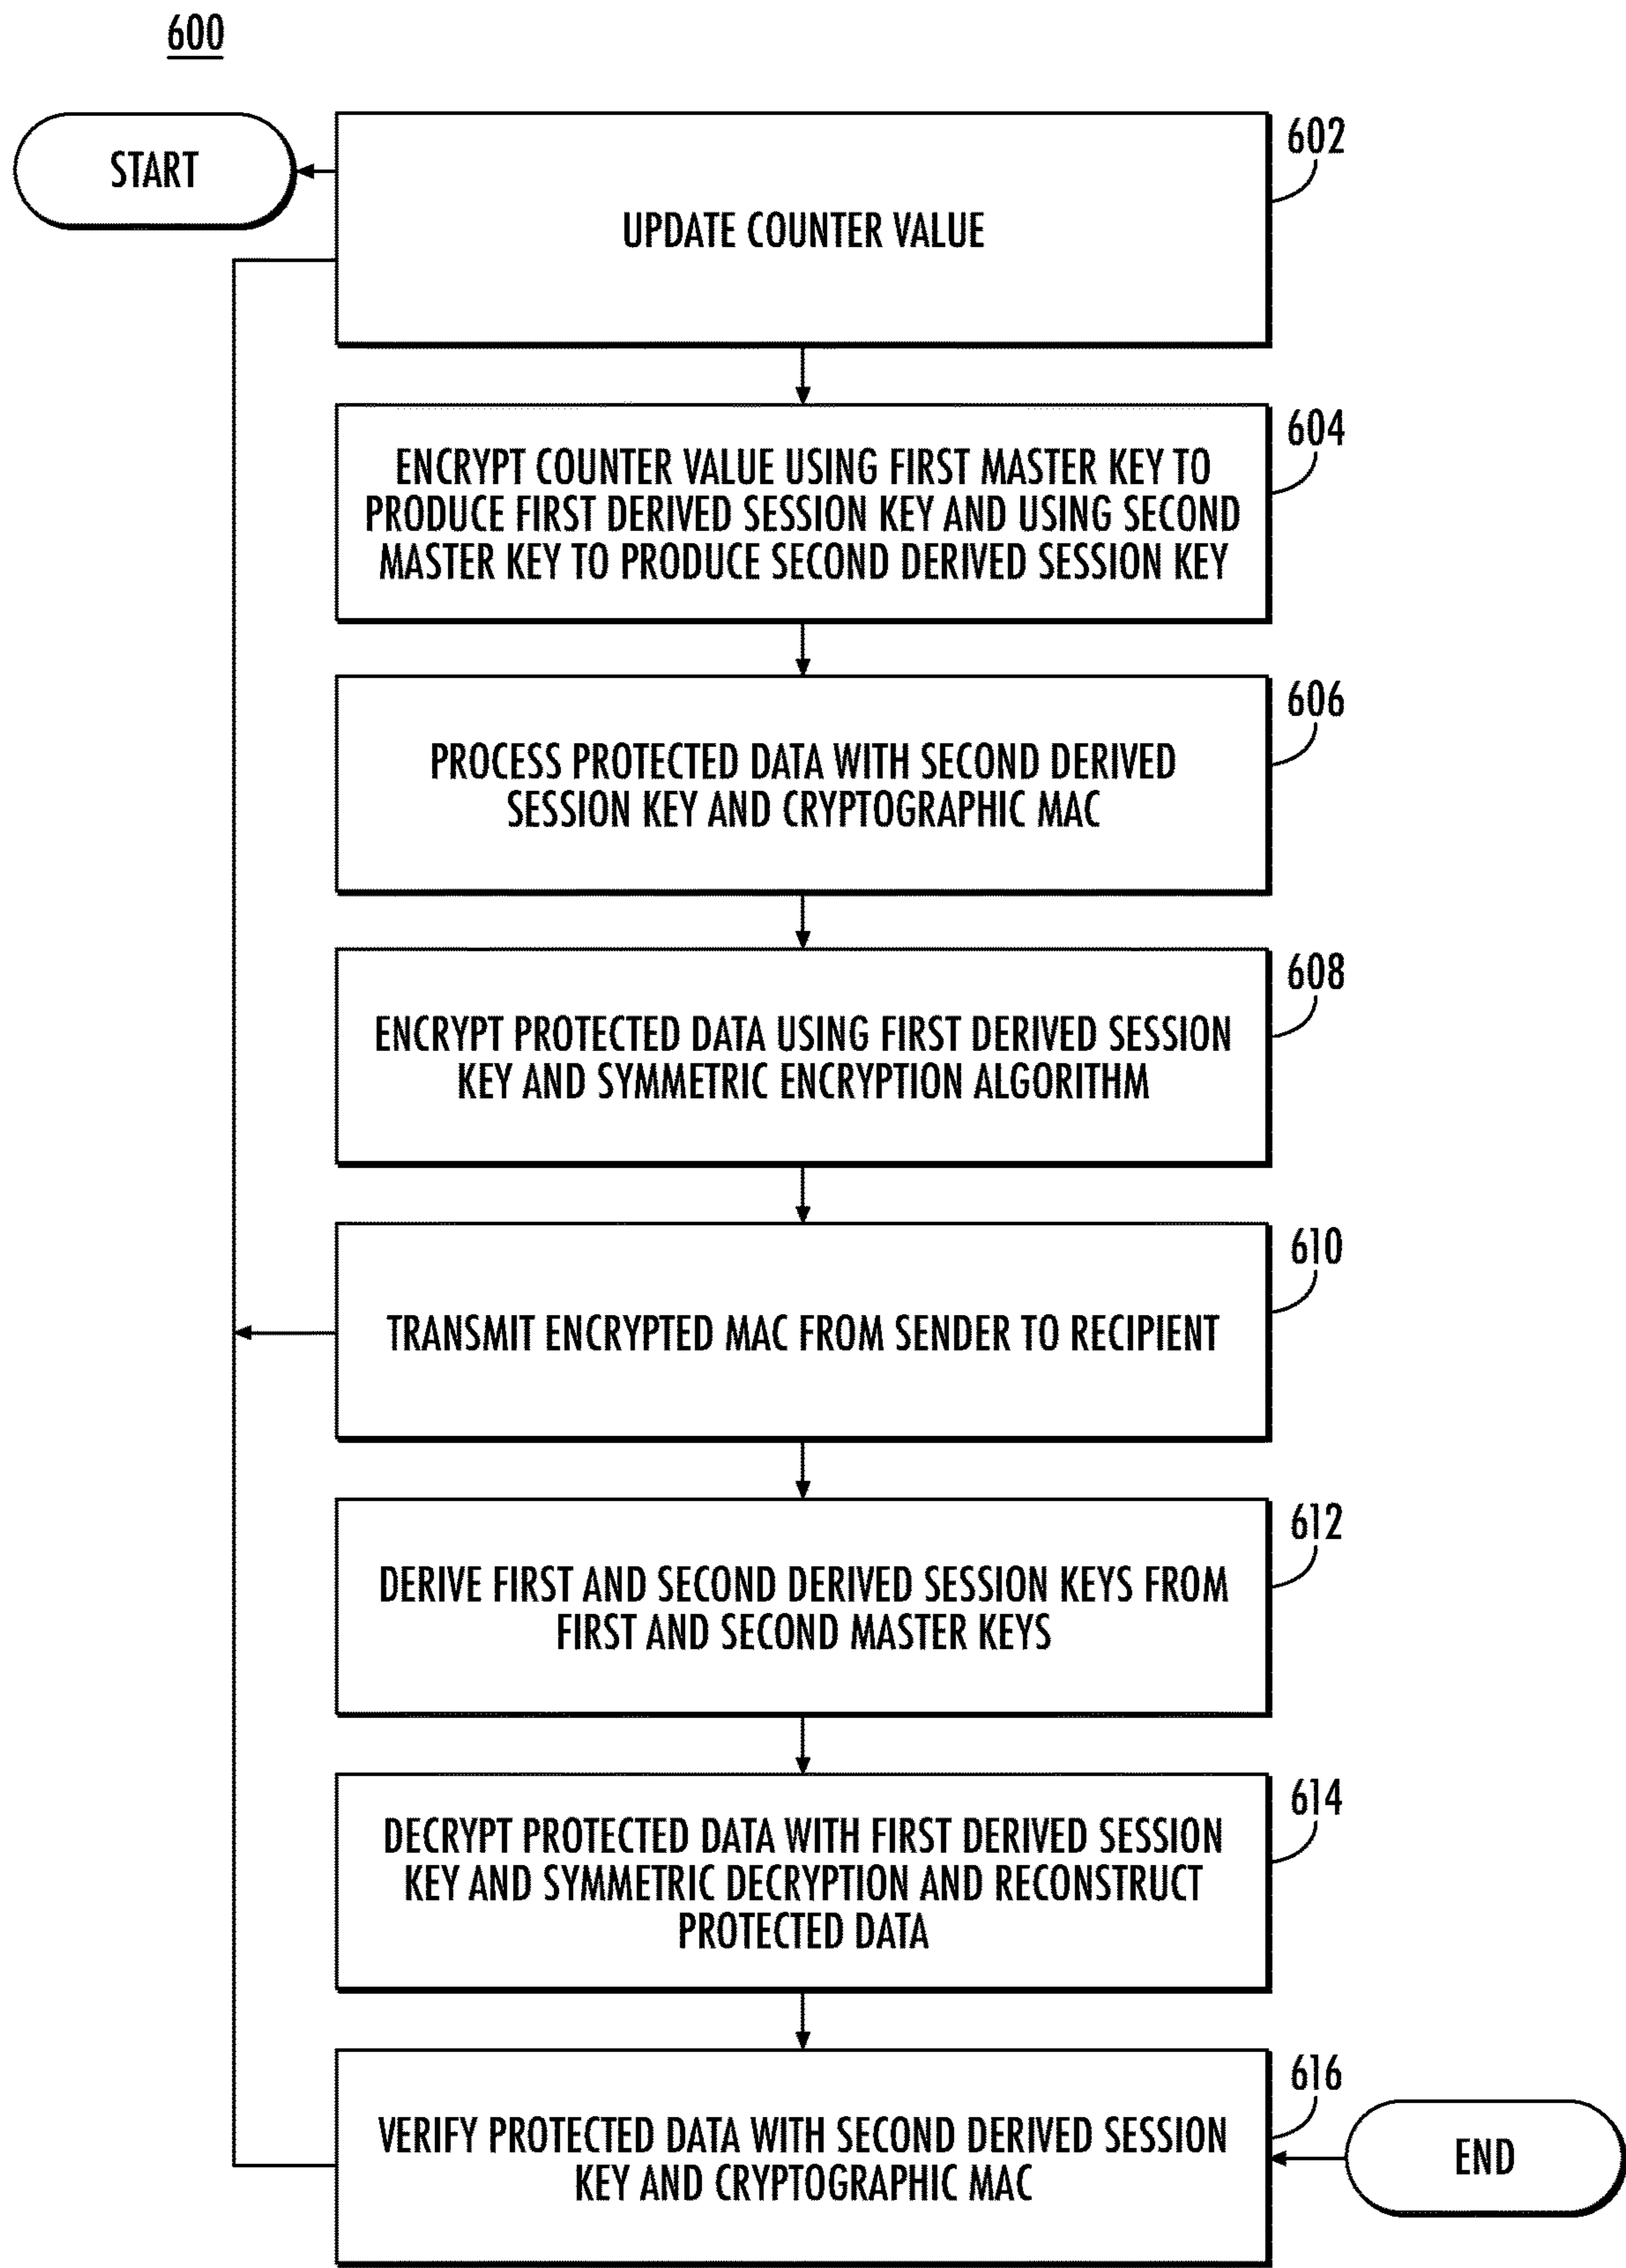 600
START
602
UPDATE COUNTER VALUE
604
ENCRYPT COUNTER VALUE USING FIRST MASTER KEY TO
PRODUCE FIRST DERIVED SESSION KEY AND USING SECOND
MASTER KEY TO PRODUCE SECOND DERIVED SESSION KEY
606
PROCESS PROTECTED DATA WITH SECOND DERIVED
SESSION KEY AND CRYPTOGRAPHIC MAC
608
ENCRYPT PROTECTED DATA USING FIRST DERIVED SESSION
KEY AND SYMMETRIC ENCRYPTION ALGORITHM
610
TRANSMIT ENCRYPTED MAC FROM SENDER TO RECIPIENT
612
DERIVE FIRST AND SECOND DERIVED SESSION KEYS FROM
FIRST AND SECOND MASTER KEYS
614
DECRYPT PROTECTED DATA WITH FIRST DERIVED SESSION
KEY AND SYMMETRIC DECRYPTION AND RECONSTRUCT
PROTECTED DATA
616
VERIFY PROTECTED DATA WITH SECOND DERIVED SESSION
KEY AND CRYPTOGRAPHIC MAC
END